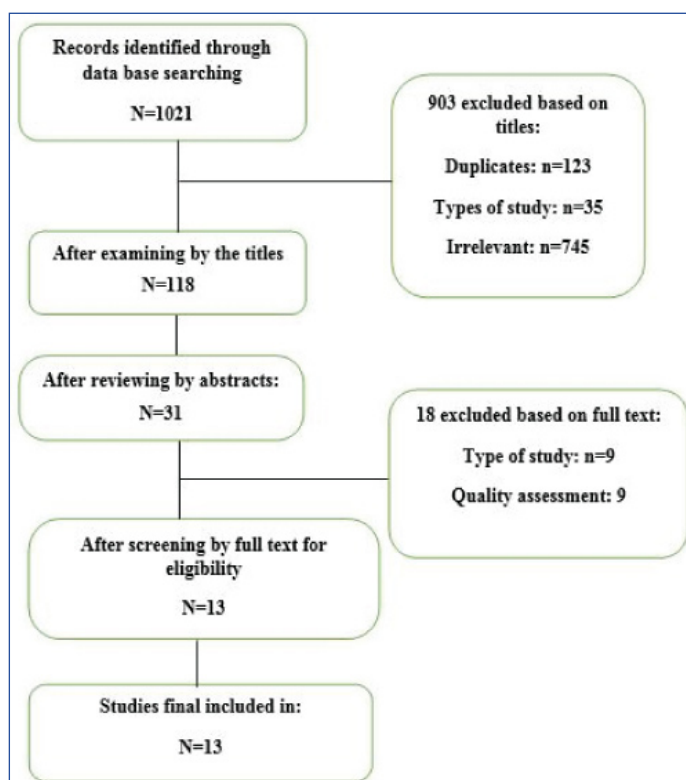 Records identified through
data base searching
N=1021
903 excluded based on
titles:
Duplicates: n=123
Types of study: n=35
Irrelevant: n=745
After examining by the titles
N=118
After reviewing by abstracts:
N=31
18 excluded based on full text:
Type of study: n=9
Quality assessment: 9
After screening by full text for
eligibility
N=13
Studies final included in:
N=13